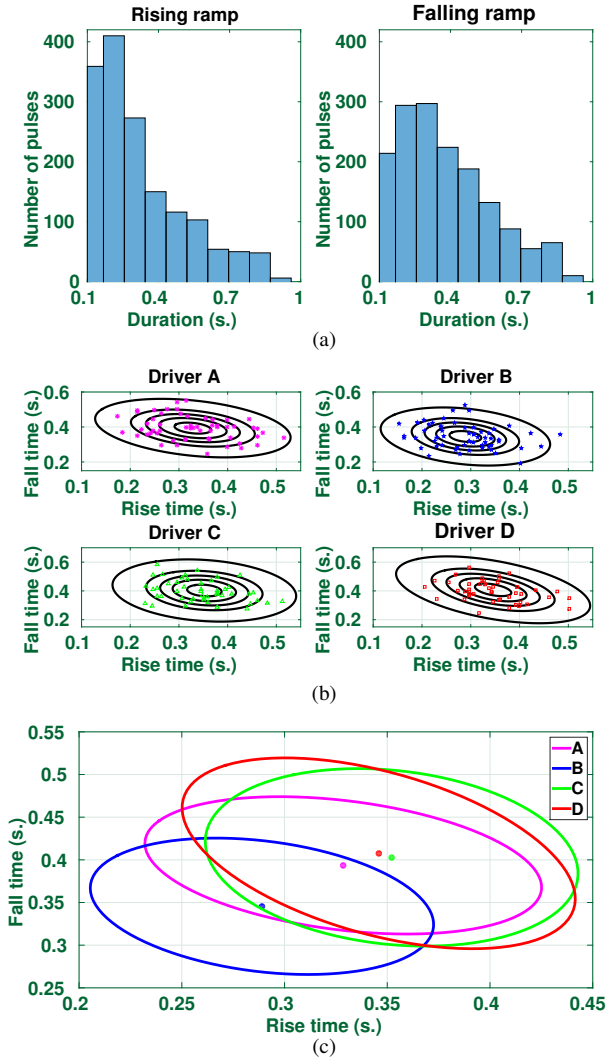 Rising ramp
Falling ramp
Number of pulses
400
300
200
100
0
0.1 0.4 0.7 1
Duration (s.)
Number of pulses
400
300
200
100
0
0.1 0.4 0.7 1
Duration (s.)
(a)
Driver A
Fall time (s.)
0.6
0.4
0.2
0.1 0.2 0.3 0.4 0.5
Rise time (s.)
Driver B
Fall time (s.)
0.6
0.4
0.2
0.1 0.2 0.3 0.4 0.5
Rise time (s.)
Driver C
Fall time (s.)
0.6
0.4
0.2
0.1 0.2 0.3 0.4 0.5
Rise time (s.)
Driver D
Fall time (s.)
0.6
0.4
0.2
0.1 0.2 0.3 0.4 0.5
Rise time (s.)
(b)
Fall time (s.)
0.55
0.5
0.45
0.4
0.35
0.3
0.25
0.2 0.25 0.3 0.35 0.4 0.45
Rise time (s.)
A
B
C
D
(c)